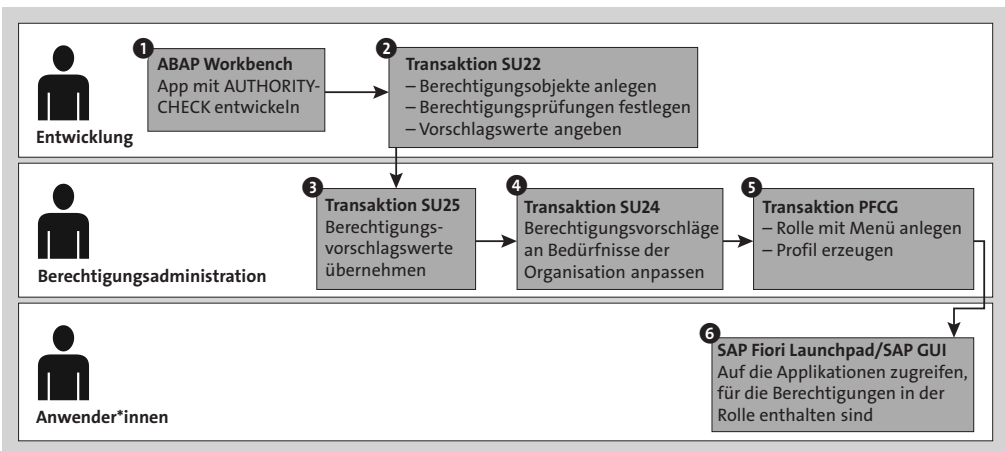 1
ABAP Workbench
App mit AUTHORITY-
CHECK entwickeln
2
Transaktion SU22
– Berechtigungsobjekte anlegen
– Berechtigungsprüfungen festlegen
– Vorschlagswerte angeben
Entwicklung
3
Transaktion SU25
Berechtigungs-
vorschlagswerte
übernehmen
4
Transaktion SU24
Berechtigungsvorschläge
an Bedürfnisse der
Organisation anpassen
5
Transaktion PFCG
– Rolle mit Menü anlegen
– Profil erzeugen
Berechtigungsadministration
6
SAP Fiori Launchpad/SAP GUI
Auf die Applikationen zugreifen,
für die Berechtigungen in der
Rolle enthalten sind
Anwender*innen